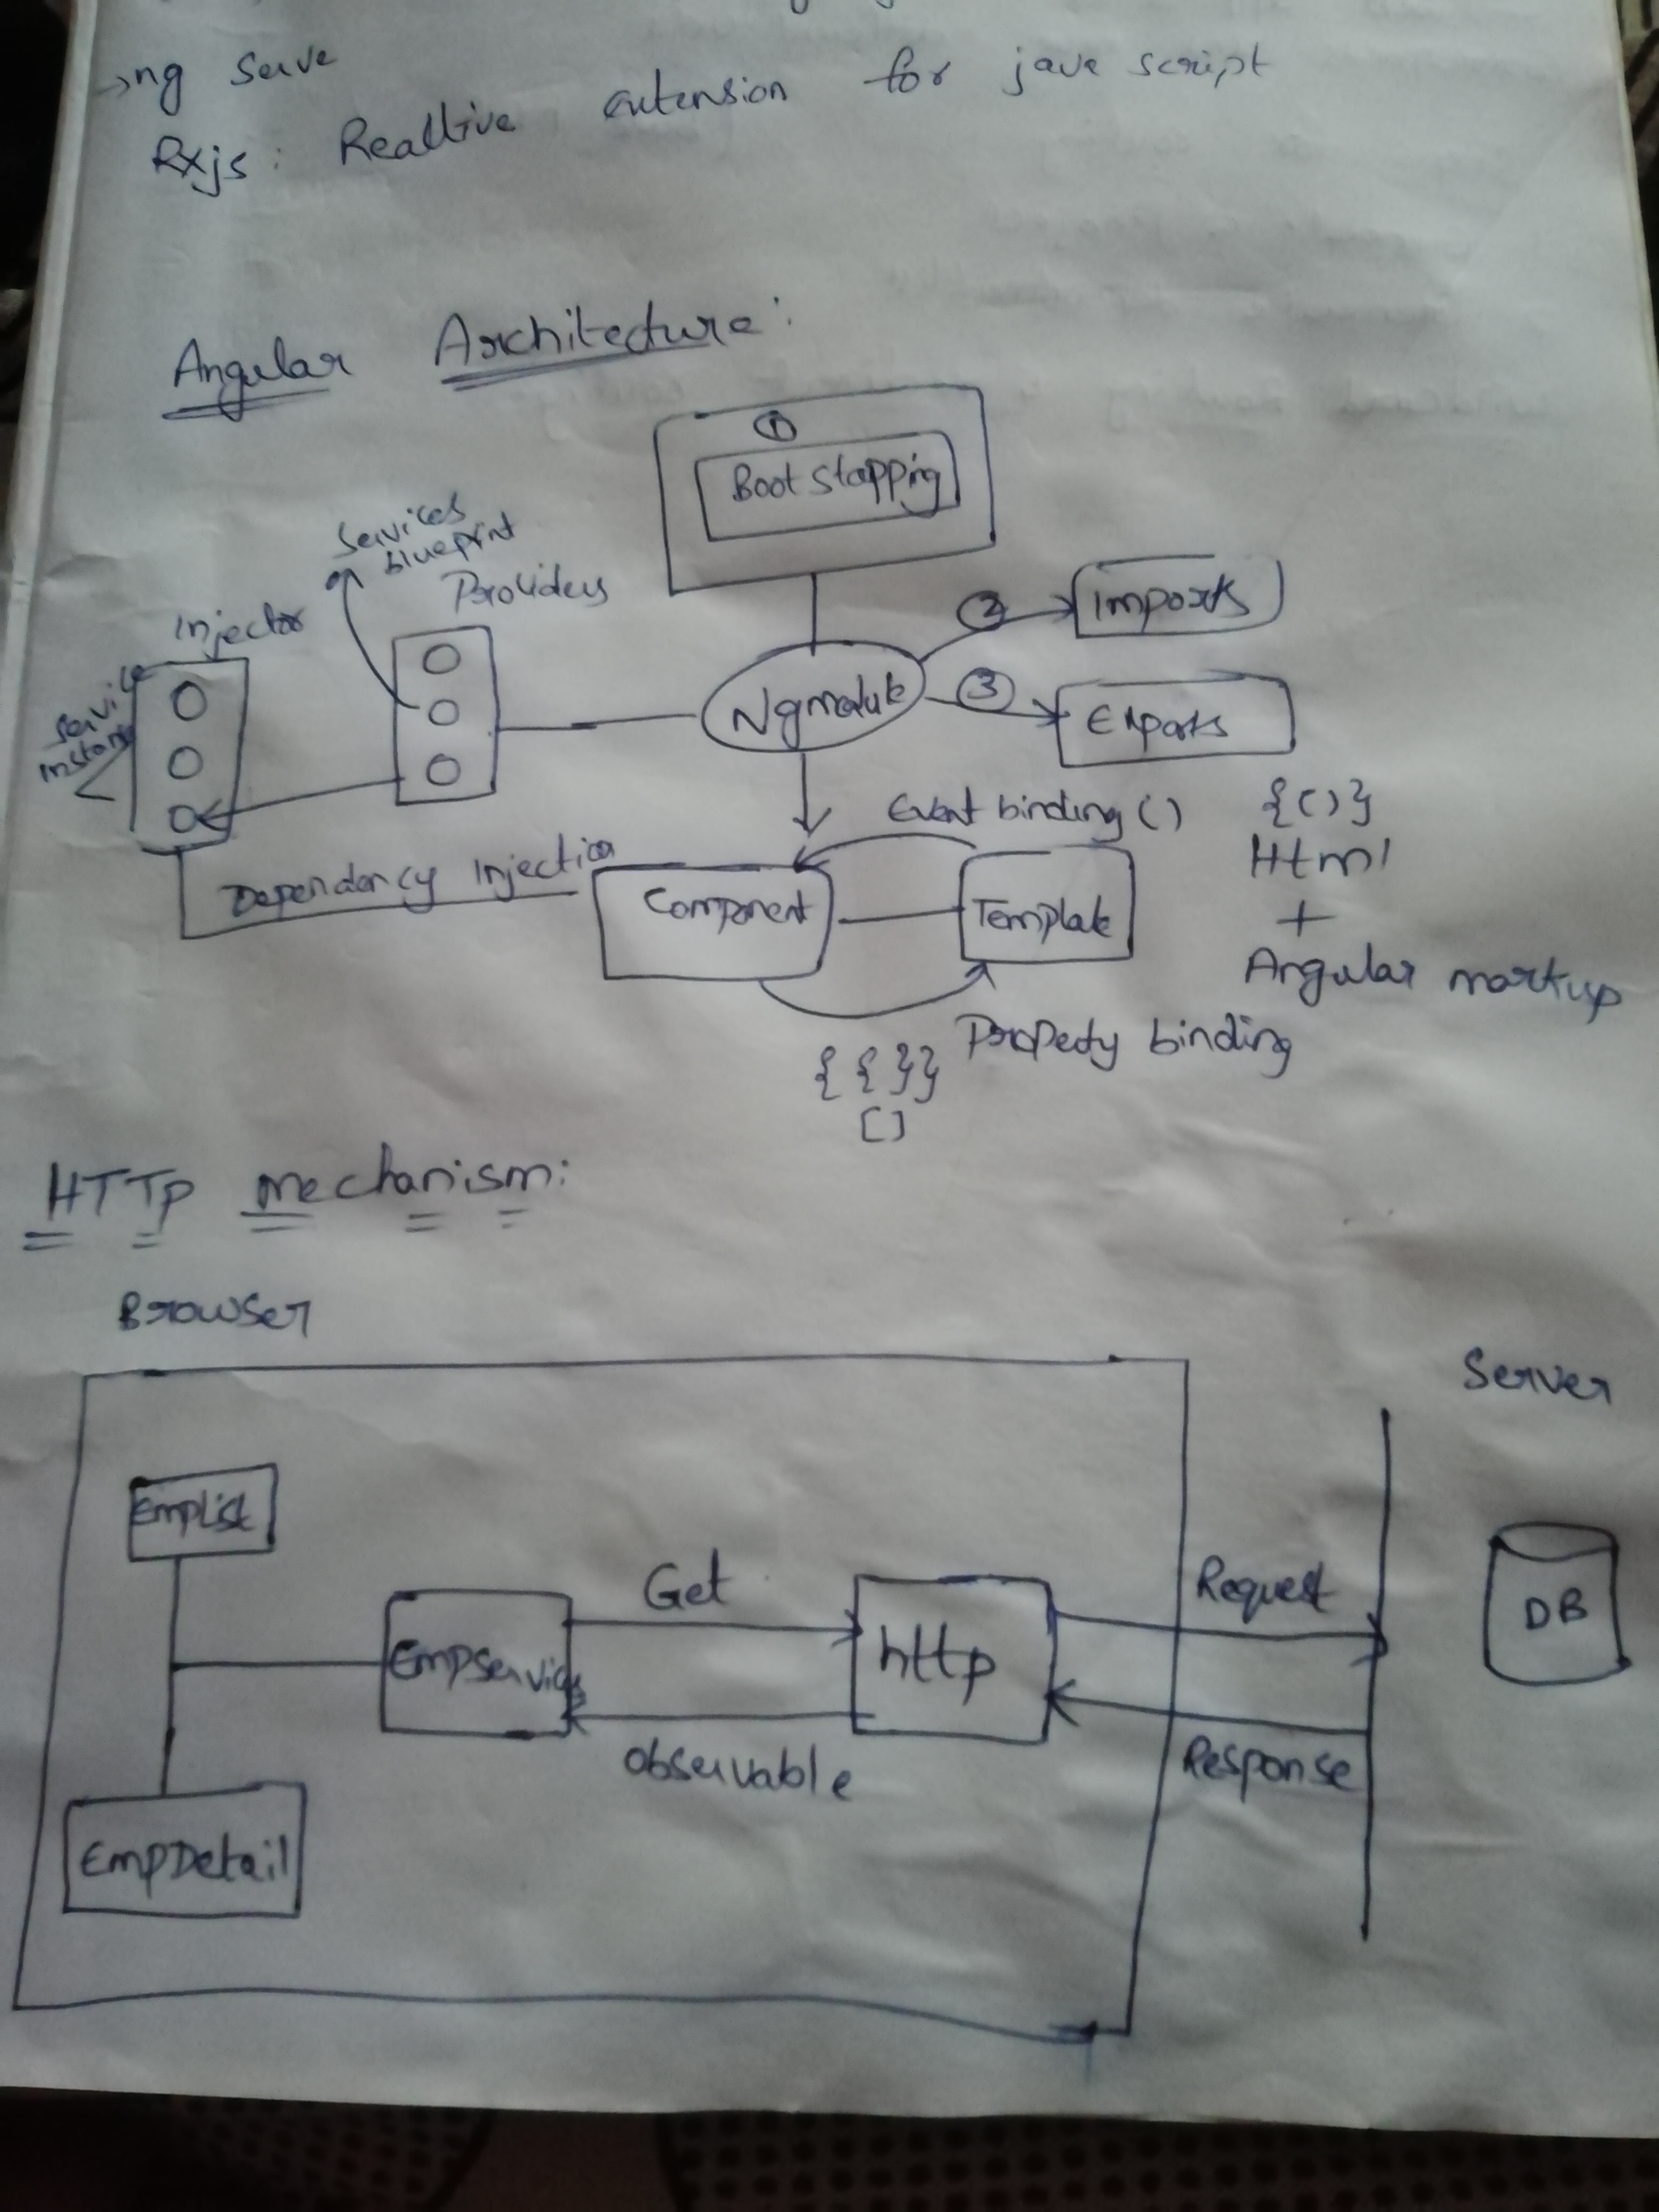 →ng serve
Rxjs: Reactive extension for java script
Angular Architecture:
①
Boot Stapping
Services
blueprint
Providers
Injector
Service
instance
Ngmodule
② Imports
③ Exports
Event binding ()
{()}
Html
+
Angular markup
Dependency Injection
Component
Template
Property binding
{{}}
[]
HTTp mechanism:
Browser
Server
EmpList
Get
Request
Empservice
http
DB
observable
Response
EmpDetail